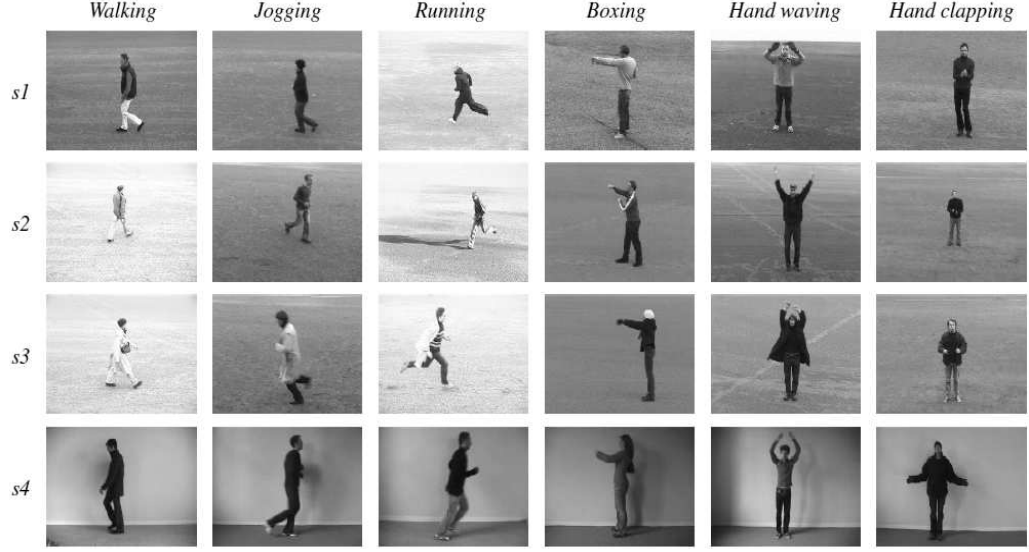 Walking Jogging Running Boxing Hand waving Hand clapping
s1
s2
s3
s4